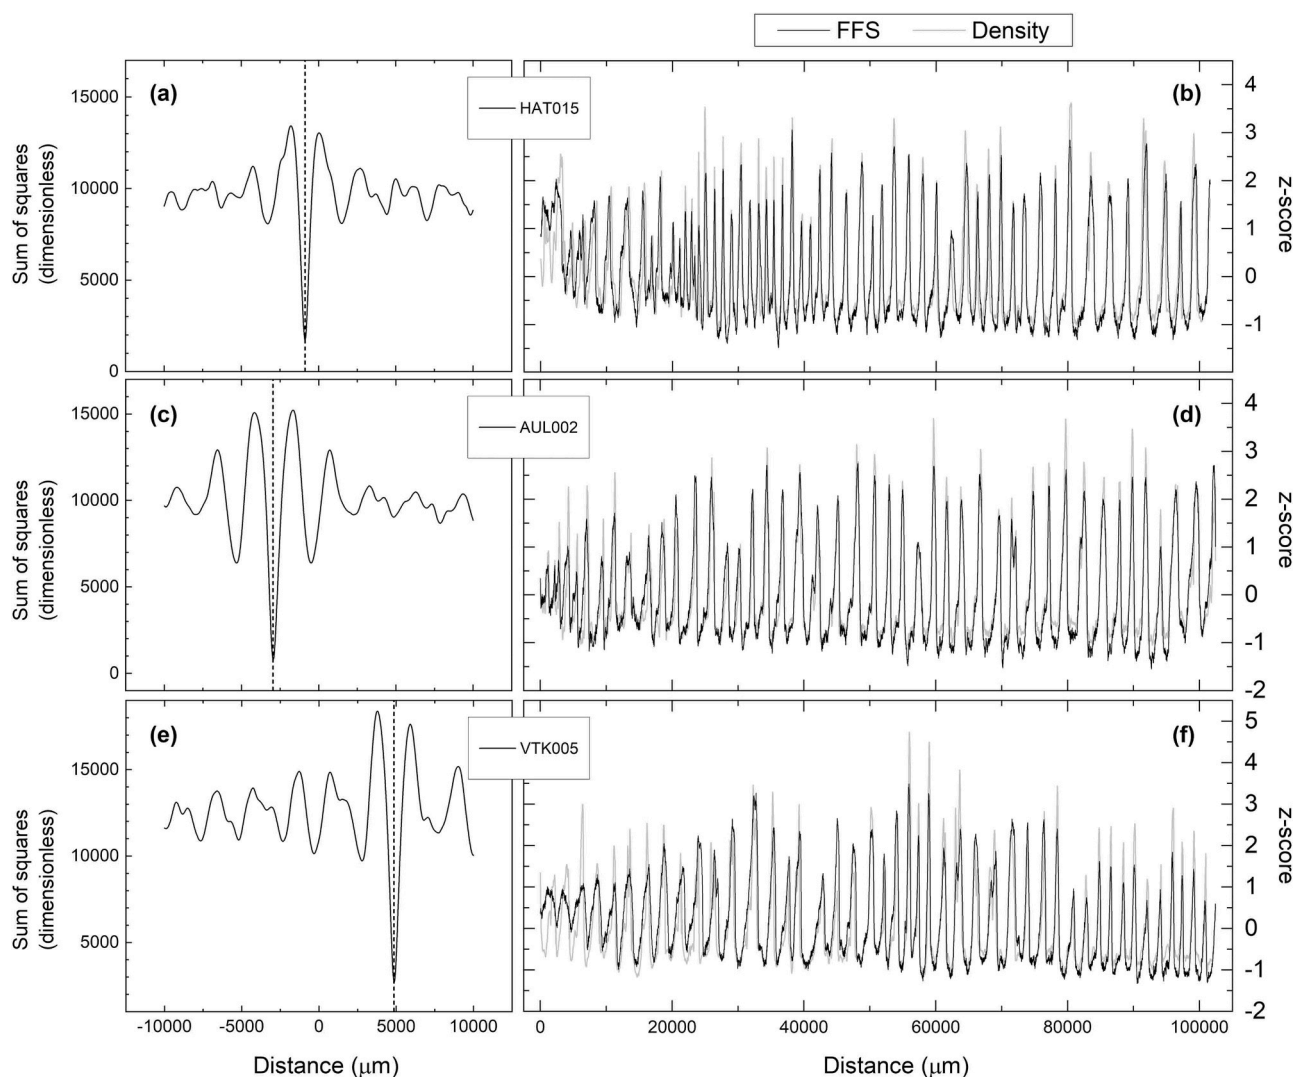 FFS Density
(a)
HAT015
(b)
15000
10000
5000
0
Sum of squares
(dimensionless)
4
3
2
1
0
-1
z-score
(c)
AUL002
(d)
15000
10000
5000
0
Sum of squares
(dimensionless)
4
3
2
1
0
-1
-2
z-score
(e)
VTK005
(f)
15000
10000
5000
Sum of squares
(dimensionless)
5
4
3
2
1
0
-1
-2
z-score
-10000 -5000 0 5000 10000
0 20000 40000 60000 80000 100000
Distance (μm)
Distance (μm)